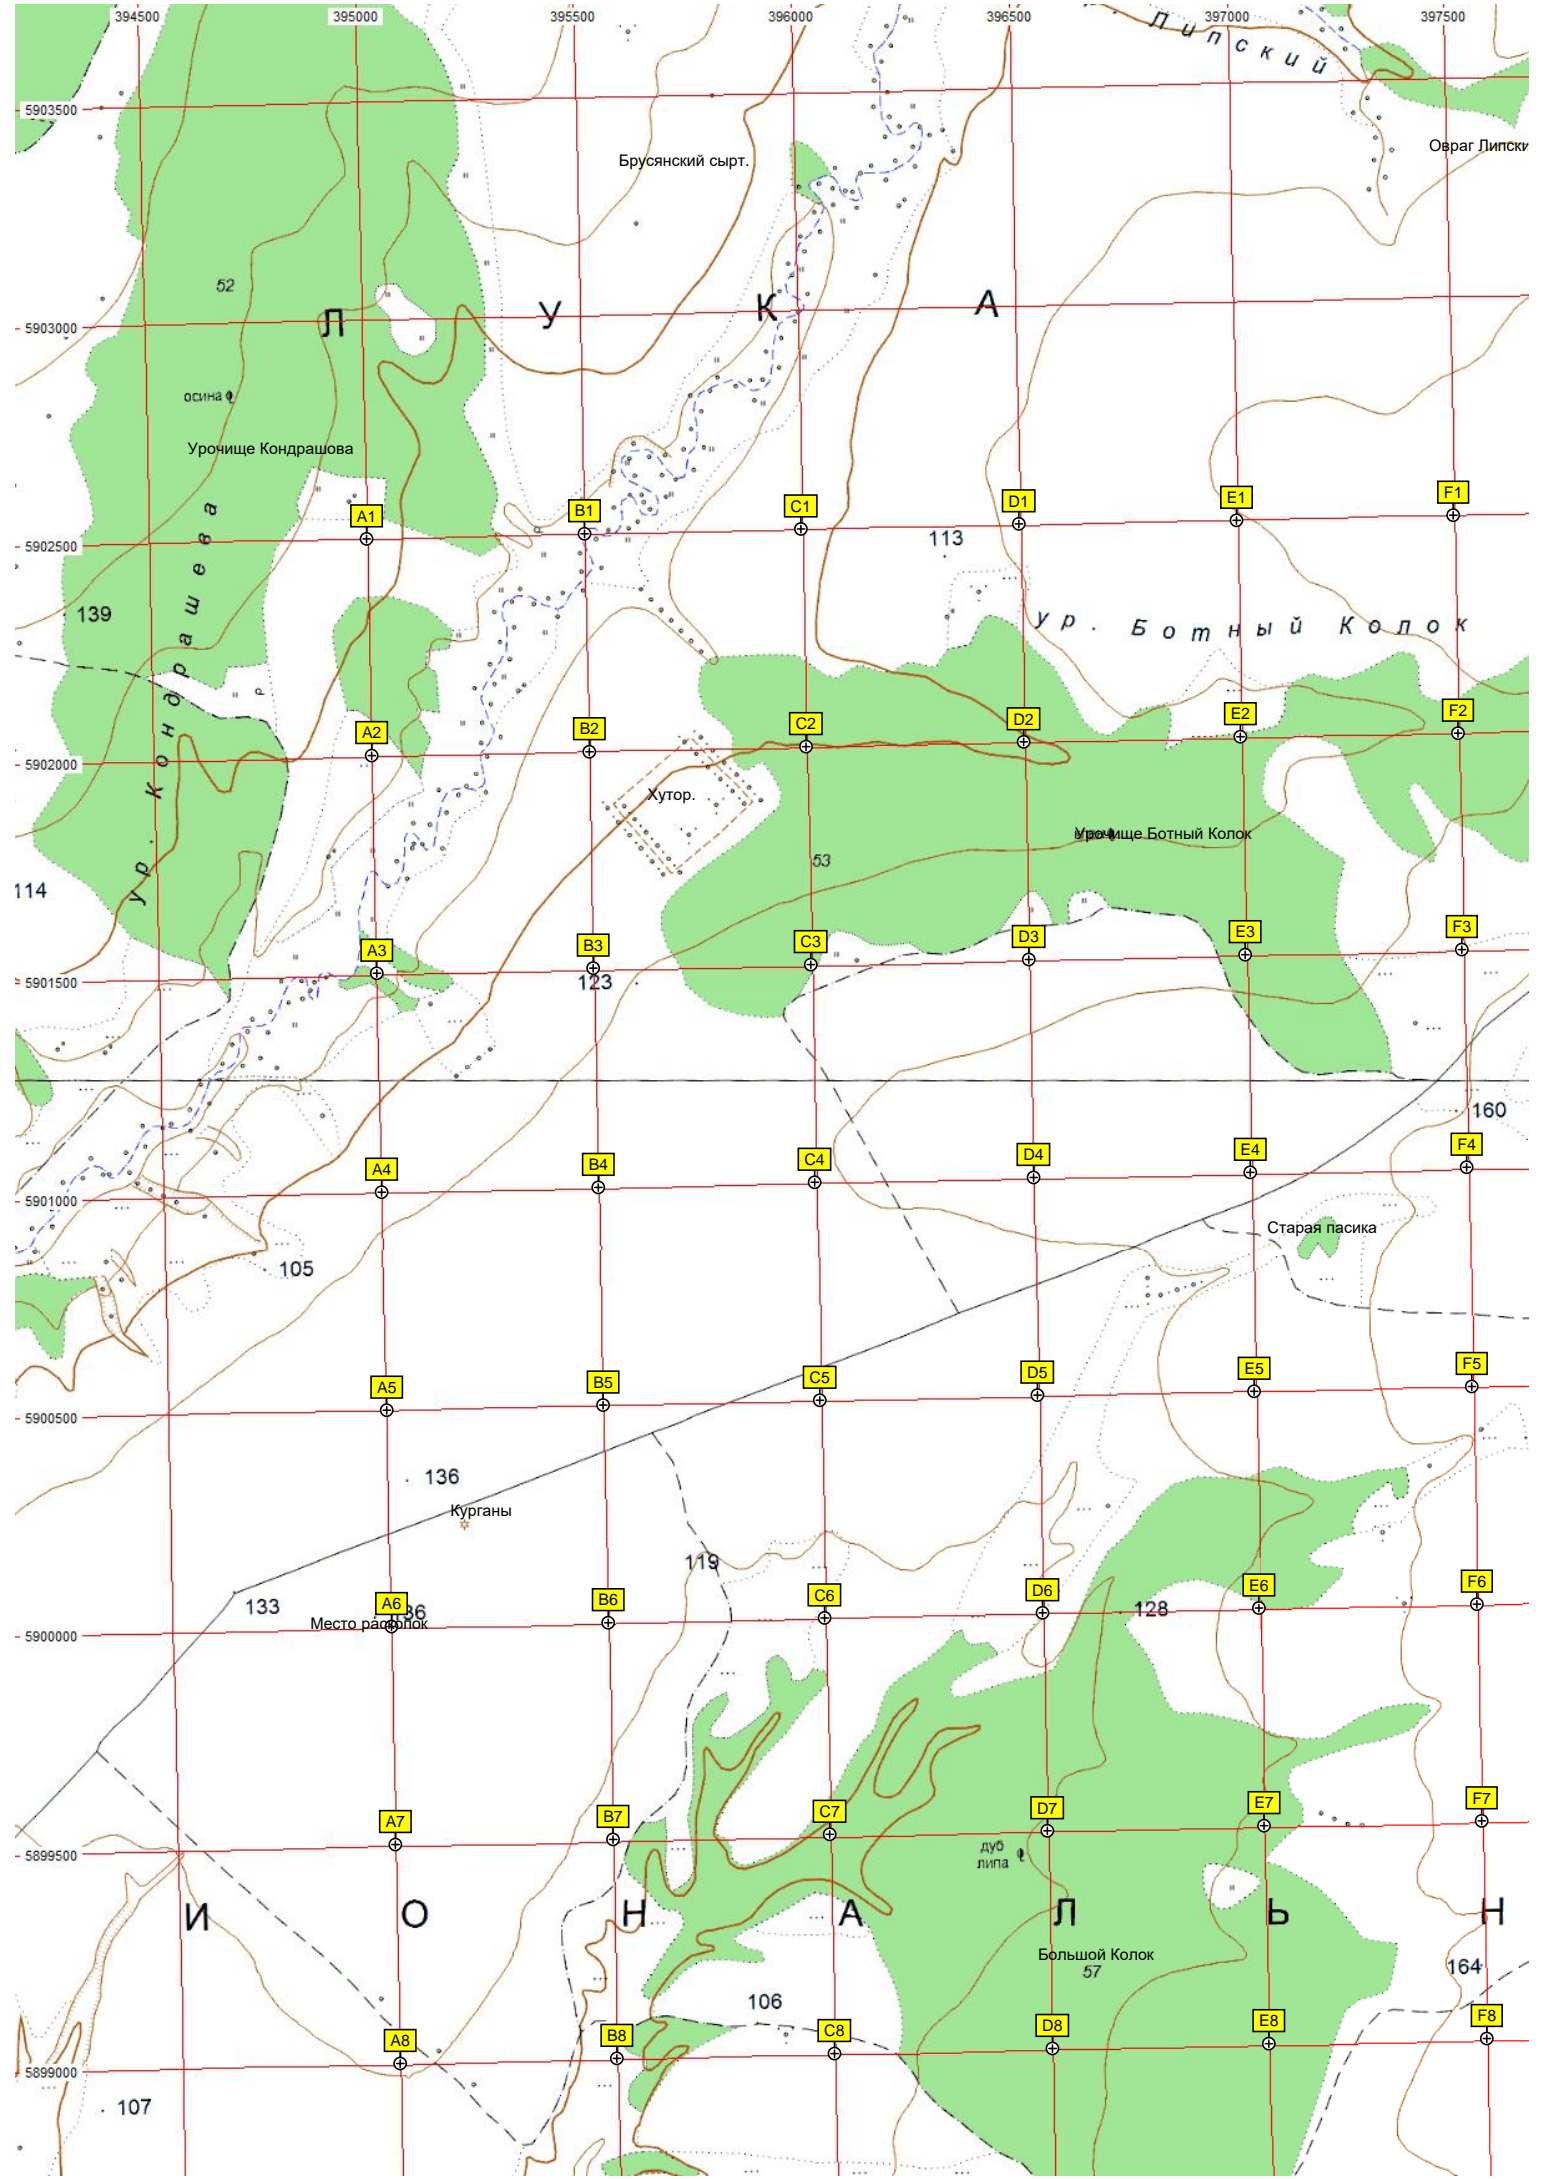 394500 395000 395500 396000 396500 397000 397500
Липский
5903500
Брусянский сырт.
Овраг Липски
52
Л У К А
5903000
осина
Урочище Кондрашова
A1 B1 C1 D1 E1 F1
5902500
113
139
ур. Кондрашева
ур. Ботный Колок
A2 B2 C2 D2 E2 F2
5902000
Хутор.
Урочище Ботный Колок
53
114
A3 B3 C3 D3 E3 F3
5901500
123
160
A4 B4 C4 D4 E4 F4
5901000
Старая пасика
105
A5 B5 C5 D5 E5 F5
5900500
136
Курганы
119
A6 B6 C6 D6 E6 F6
133
136
128
Место раскопок
5900000
A7 B7 C7 D7 E7 F7
5899500
дуб
липа
И О Н А Л Ь Н
Большой Колок
57
164
106
A8 B8 C8 D8 E8 F8
5899000
107